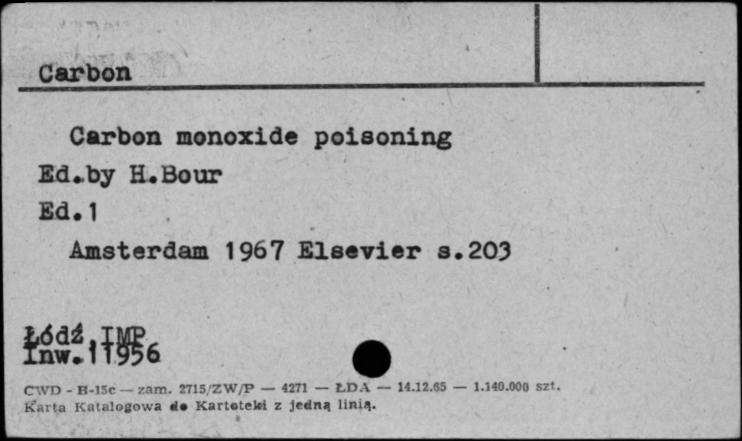 Carbon
Carbon monoxide poisoning
Ed.by H.Bour
Ed.1
Amsterdam 1967 Elsevier s.203
Łódź,IMP
Inw.11956
CWD - H-15c — zam. 2715/ZW/P — 4271 — ŁDA — 14.12.65 — 1.140.000 szt.
Karta Katalogowa do Kartoteki z jedną linią.